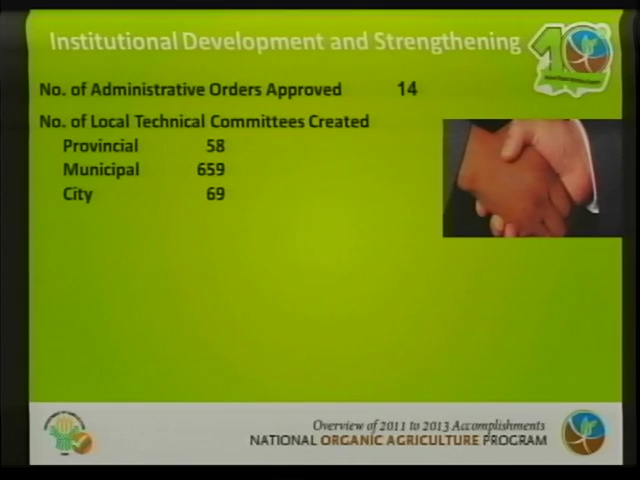 Institutional Development and Strengthening
10
No. of Administrative Orders Approved 14
No. of Local Technical Committees Created
Provincial 58
Municipal 659
City 69
Overview of 2011 to 2013 Accomplishments
NATIONAL ORGANIC AGRICULTURE PROGRAM